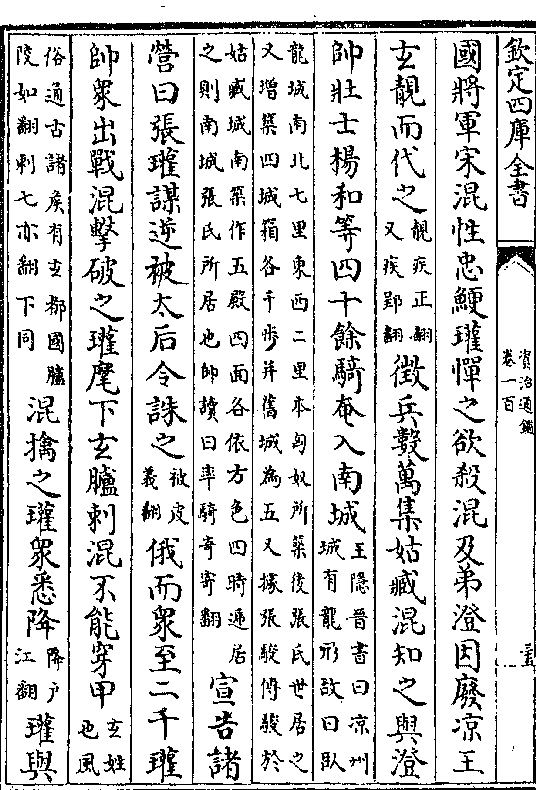 欽定四庫全書
資治通鑑
卷一百
國將軍宋混性忠鯁瓘憚之欲殺混及弟澄因廢凉王
玄靚而代之靚疾正翻
又疾郢翻徵兵數萬集姑臧混知之與澄
帥壯士楊和等四十餘騎奄入南城王隠晉書曰凉州
城有龍形故曰臥
龍城南北七里東西二里本匈奴所築後張氏世居之
又增築四城箱各千步并舊城為五又據張駿傳駿於
姑臧城南築作五殿四面各依方色四時遞居
之則南城張氏所居也帥讀曰率騎奇寄翻宣告諸
營曰張瓘謀逆被太后令誅之被皮
義翻俄而衆至二千瓘
帥衆出戰混擊破之瓘麾下玄臚刺混不能穿甲玄姓
也風
俗通古諸侯有玄都國臚
陵如翻刺七亦翻下同混擒之瓘衆悉降降戶
江翻瓘與